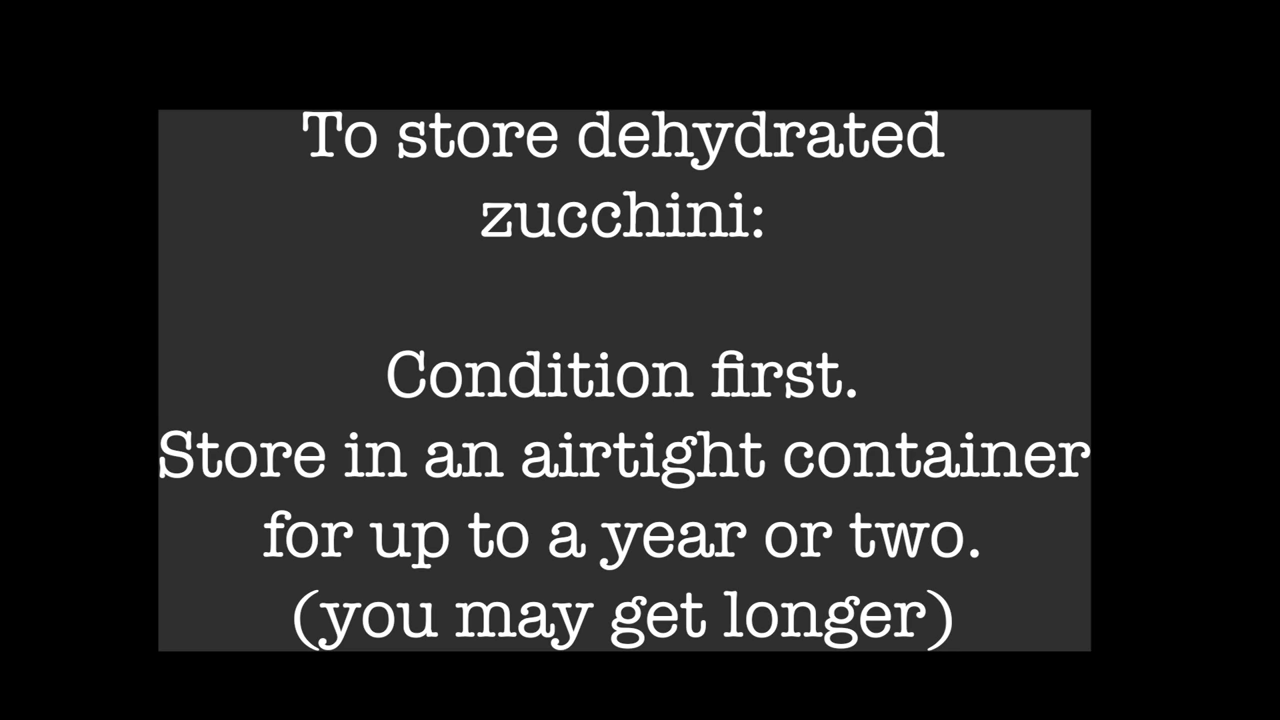 To store dehydrated
zucchini:
Condition first.
Store in an airtight container
for up to a year or two.
(you may get longer)